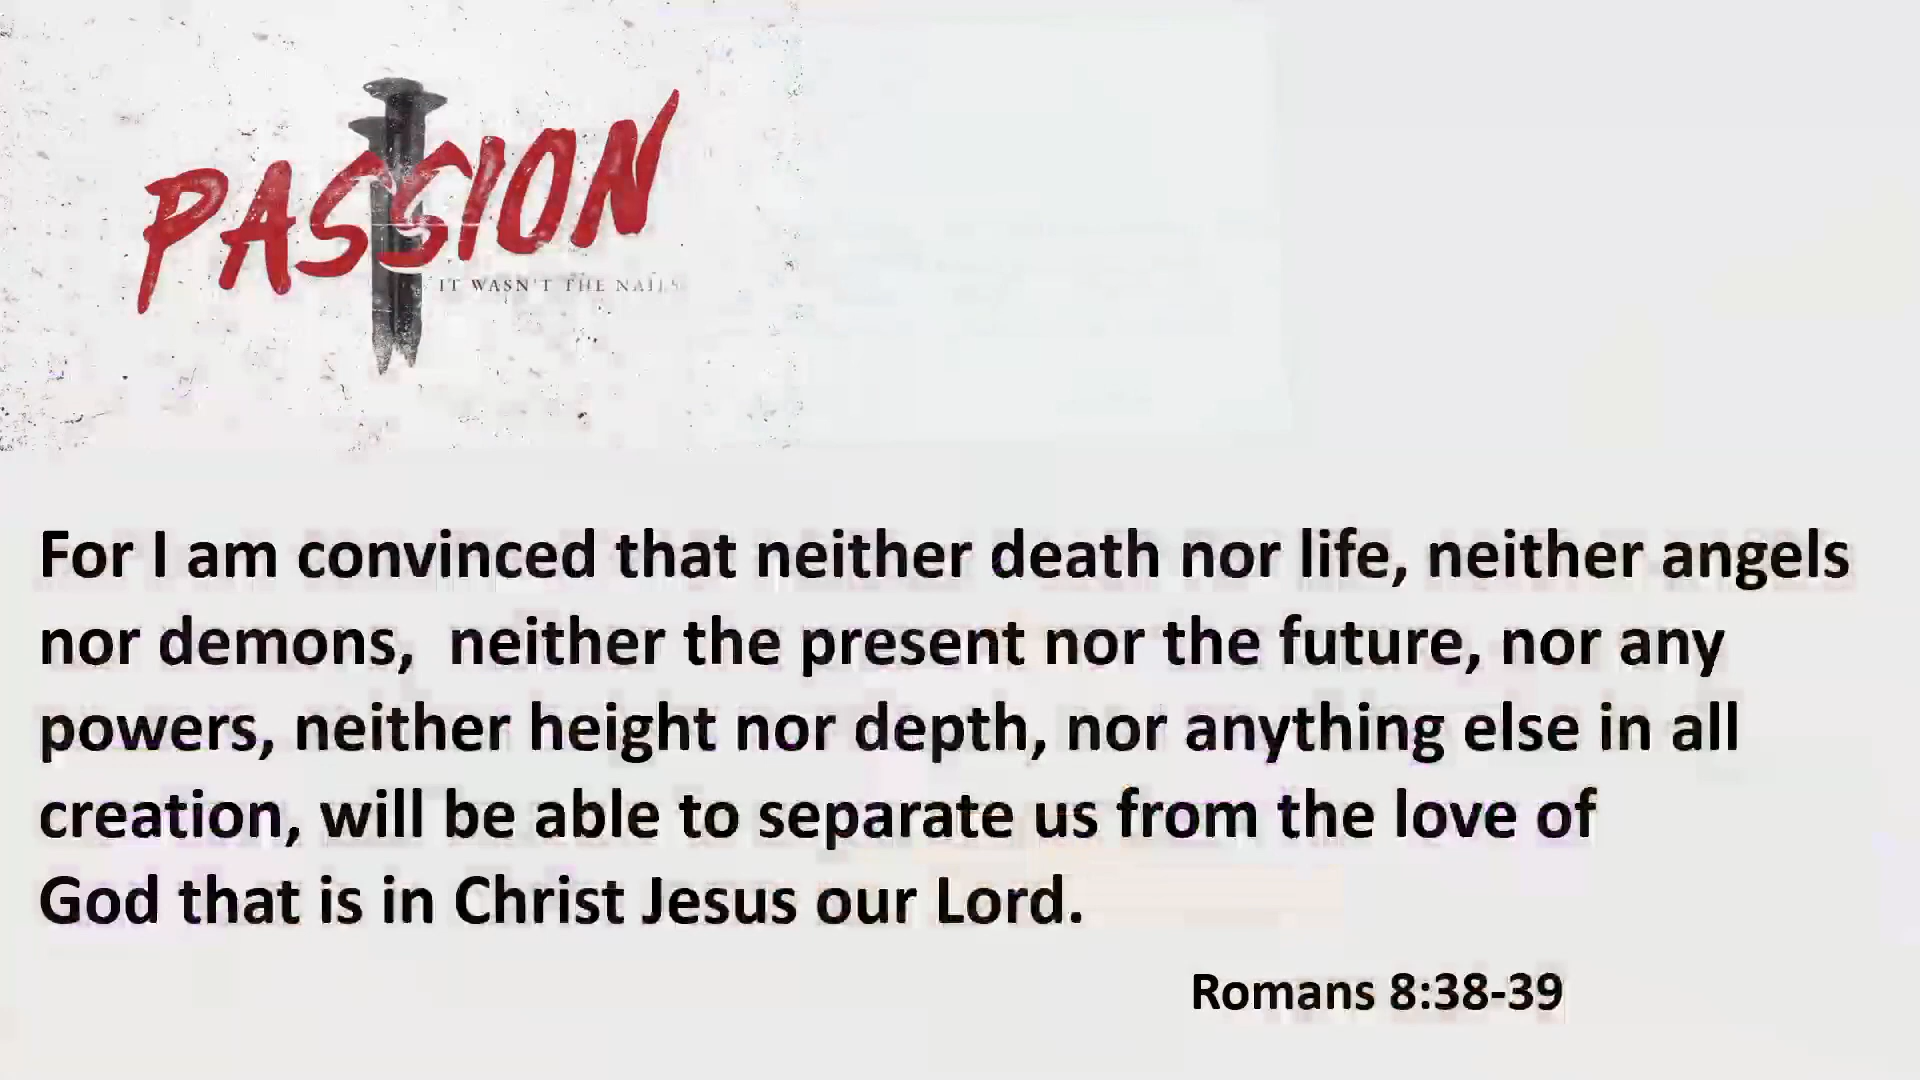 PASSION
IT WASN'T THE NAILS
For I am convinced that neither death nor life, neither angels
nor demons,  neither the present nor the future, nor any
powers, neither height nor depth, nor anything else in all
creation, will be able to separate us from the love of
God that is in Christ Jesus our Lord.
Romans 8:38-39